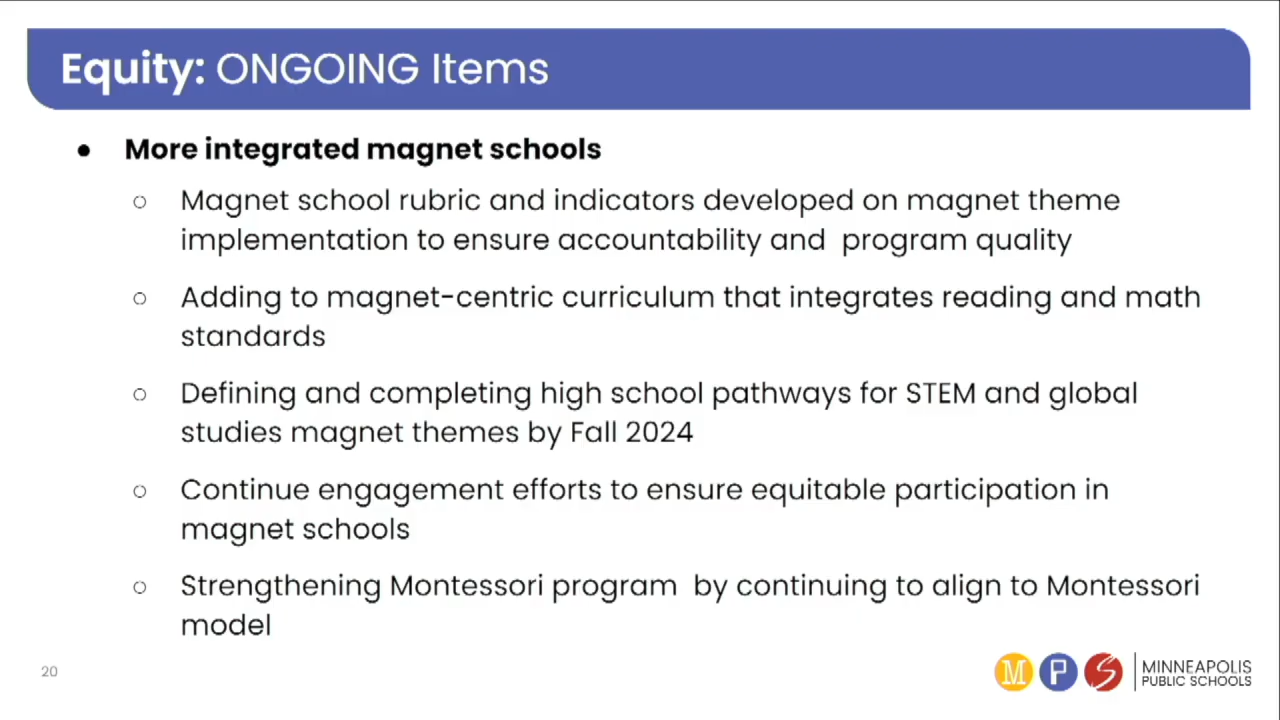 Equity: ONGOING Items
● More integrated magnet schools
○ Magnet school rubric and indicators developed on magnet theme
implementation to ensure accountability and  program quality
○ Adding to magnet-centric curriculum that integrates reading and math
standards
○ Defining and completing high school pathways for STEM and global
studies magnet themes by Fall 2024
○ Continue engagement efforts to ensure equitable participation in
magnet schools
○ Strengthening Montessori program  by continuing to align to Montessori
model
20
M P S
MINNEAPOLIS
PUBLIC SCHOOLS